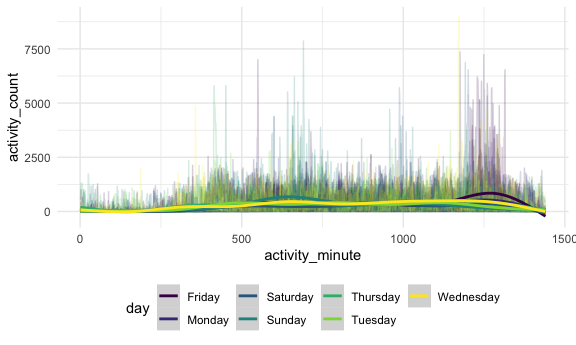 7500
5000
2500
0
activity_count
0 500 1000 1500
activity_minute
day
Friday Saturday Thursday Wednesday
Monday Sunday Tuesday